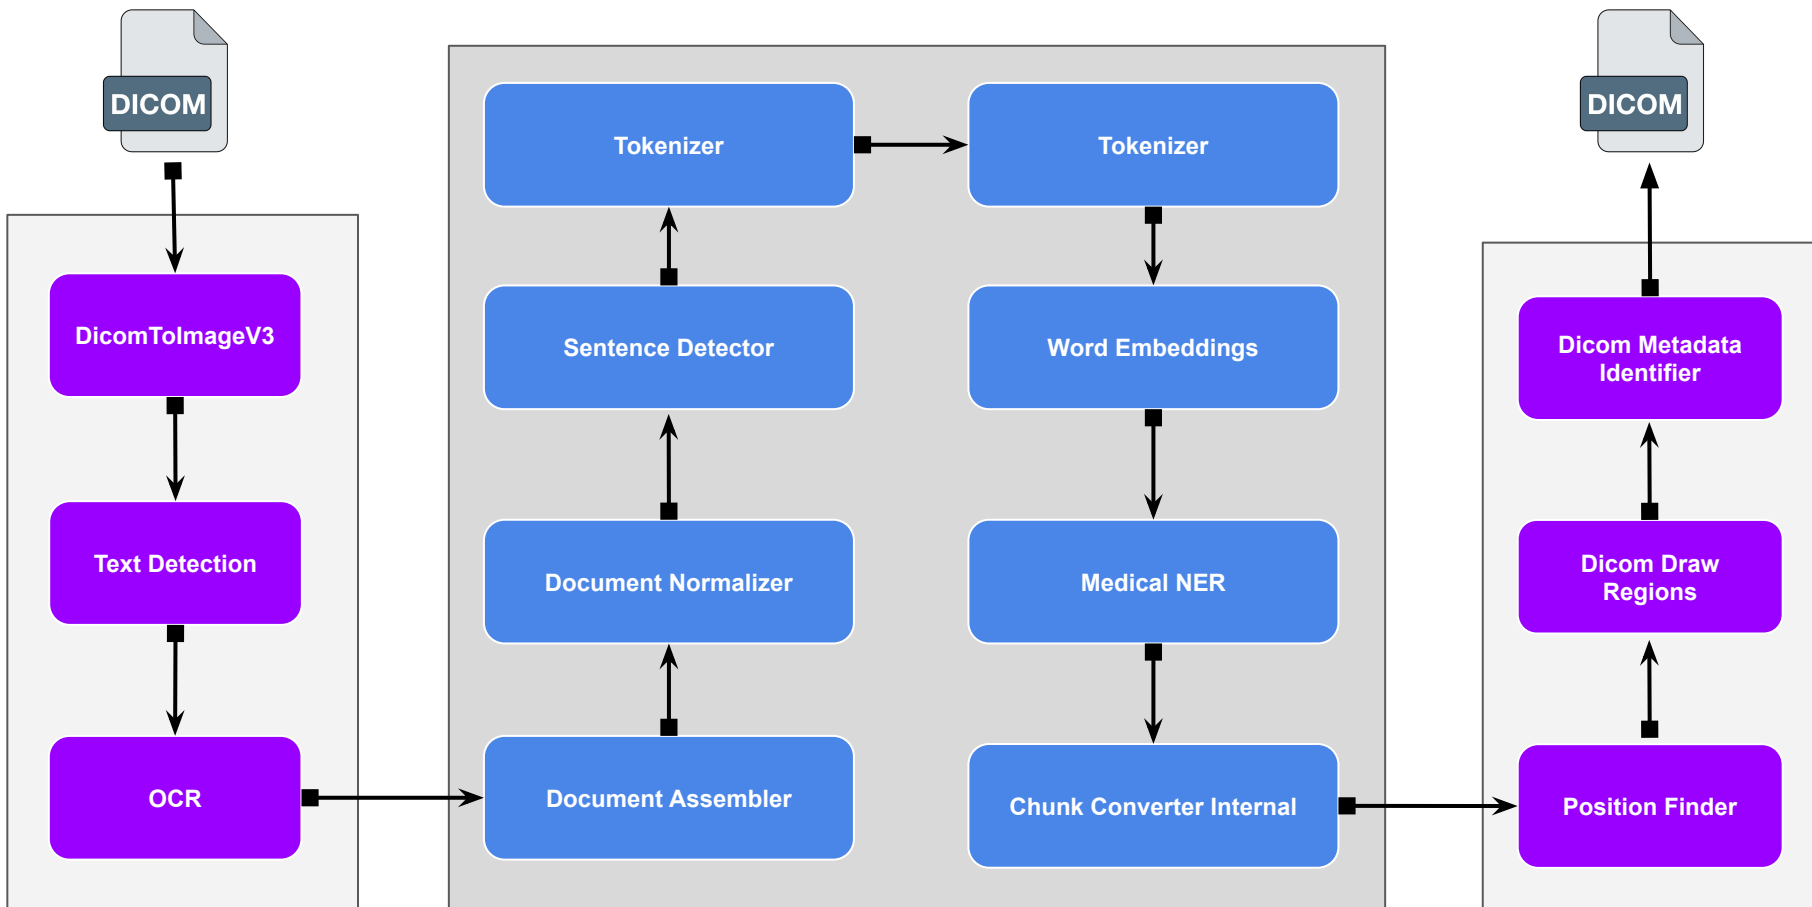 DICOM
DicomToImageV3
Text Detection
OCR
Document Assembler
Document Normalizer
Sentence Detector
Tokenizer
Tokenizer
Word Embeddings
Medical NER
Chunk Converter Internal
Position Finder
Dicom Draw
Regions
Dicom Metadata
Identifier
DICOM